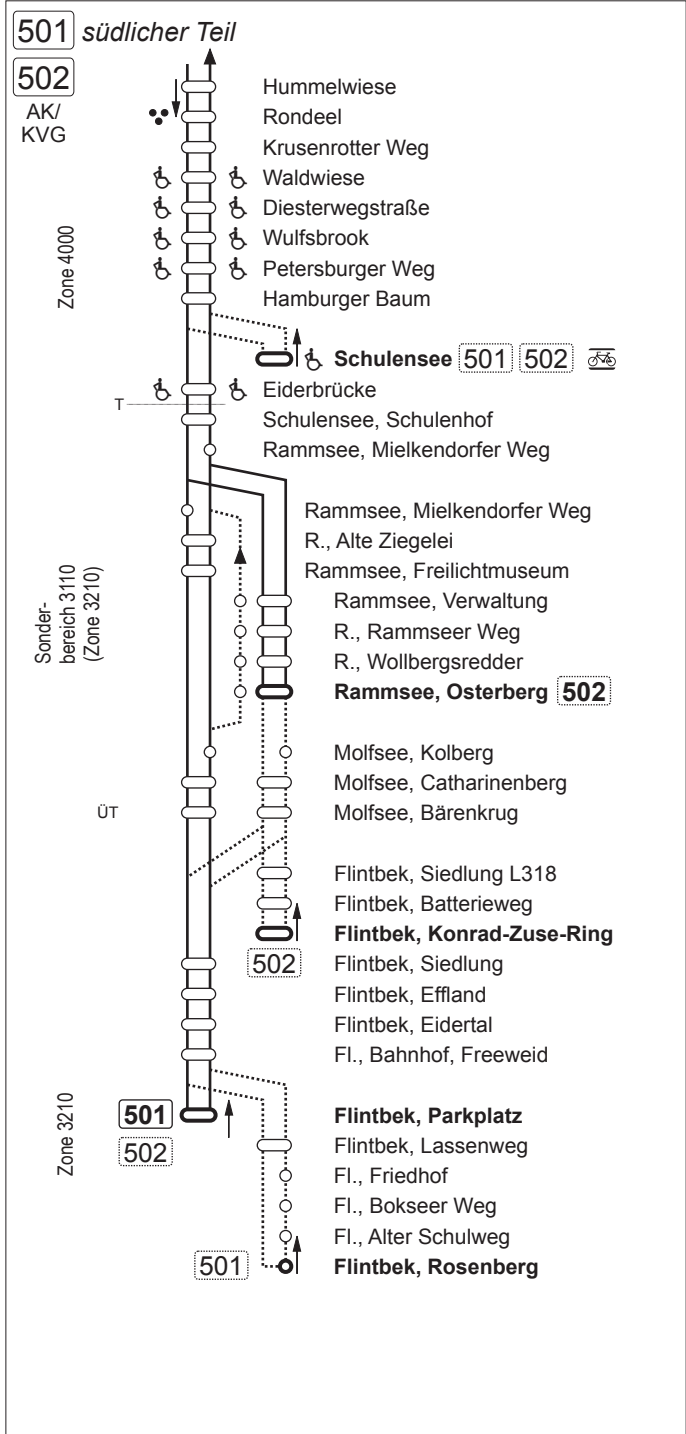 501 südlicher Teil
502
AK/
KVG
Hummelwiese
Rondeel
Krusenrotter Weg
Waldwiese
Diesterwegstraße
Wulfsbrook
Petersburger Weg
Hamburger Baum
Zone 4000
Schulensee 501 502
Eiderbrücke
T
Schulensee, Schulenhof
Rammsee, Mielkendorfer Weg
Rammsee, Mielkendorfer Weg
R., Alte Ziegelei
Rammsee, Freilichtmuseum
Rammsee, Verwaltung
R., Rammseer Weg
R., Wollbergsredder
Rammsee, Osterberg 502
Sonder-
bereich 3110
(Zone 3210)
Molfsee, Kolberg
Molfsee, Catharinenberg
ÜT Molfsee, Bärenkrug
Flintbek, Siedlung L318
Flintbek, Batterieweg
Flintbek, Konrad-Zuse-Ring
502 Flintbek, Siedlung
Flintbek, Effland
Flintbek, Eidertal
Fl., Bahnhof, Freeweid
501 Flintbek, Parkplatz
502 Flintbek, Lassenweg
Zone 3210
Fl., Friedhof
Fl., Bokseer Weg
Fl., Alter Schulweg
501 Flintbek, Rosenberg